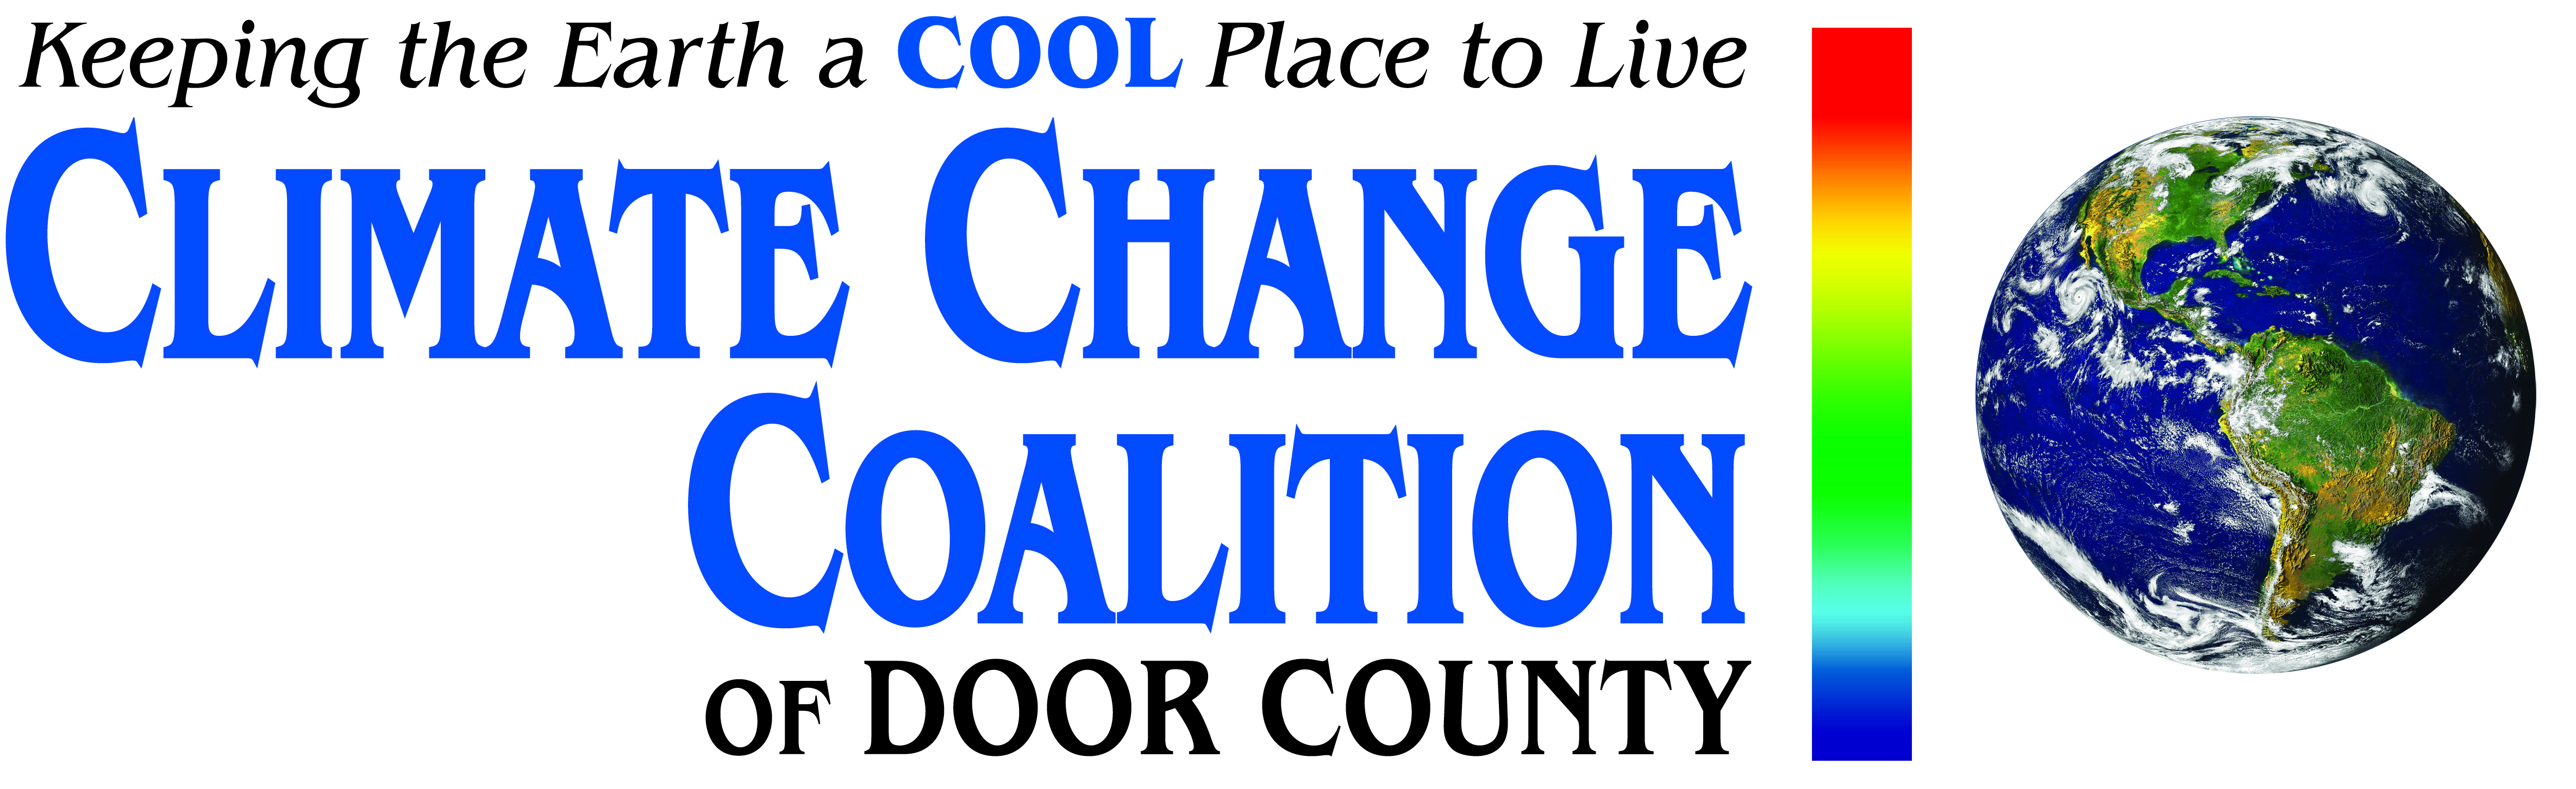 Keeping the Earth a COOL Place to Live
CLIMATE CHANGE
COALITION
OF DOOR COUNTY